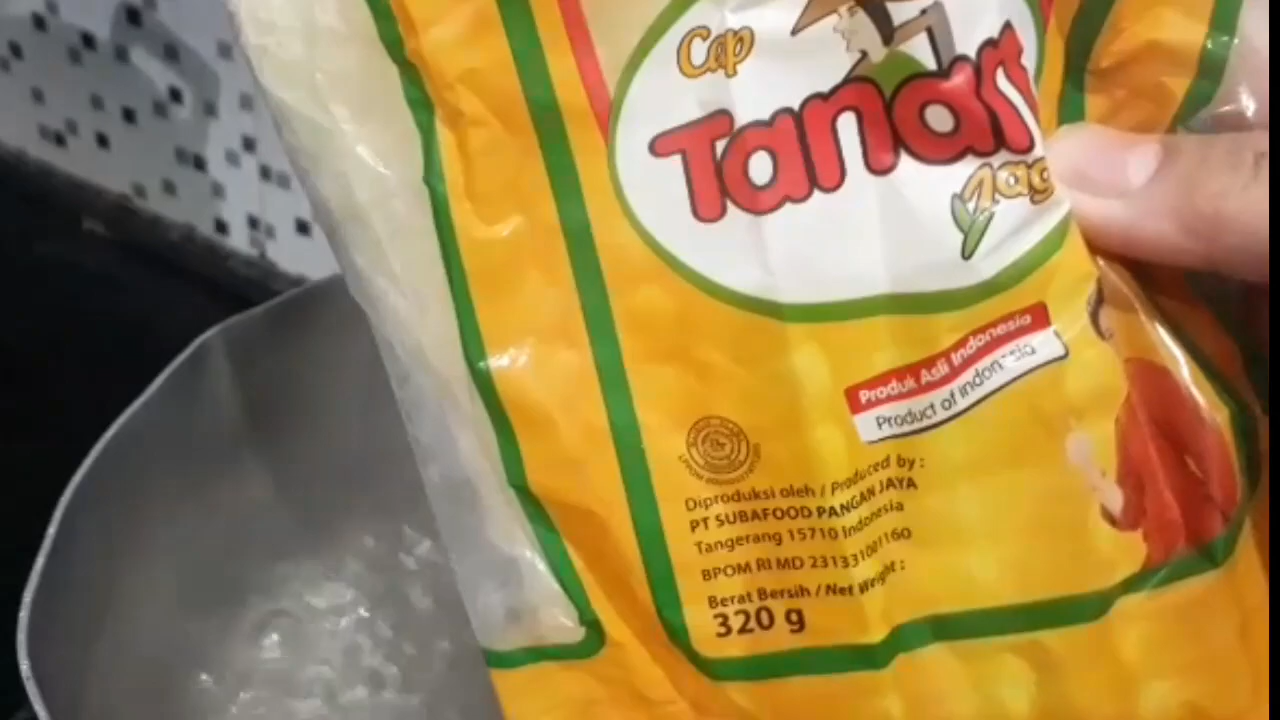 Cap
Tanam
Jag
Produk Asli Indonesia
Product of indonesia
Diproduksi oleh / Produced by :
PT SUBAFOOD PANGAN JAYA
Tangerang 15710 Indonesia
BPOM RI MD 231331001160
Berat Bersih / Net Weight :
320 g